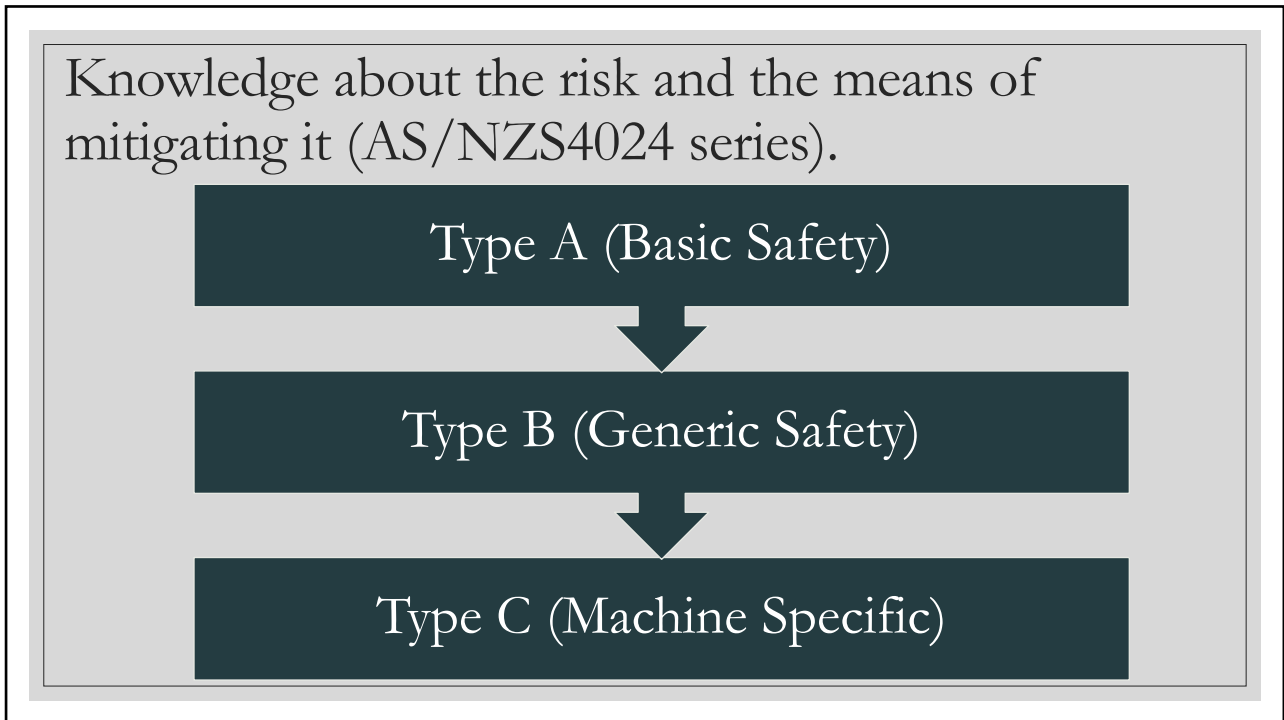 Knowledge about the risk and the means of
mitigating it (AS/NZS4024 series).
Type A (Basic Safety)
Type B (Generic Safety)
Type C (Machine Specific)